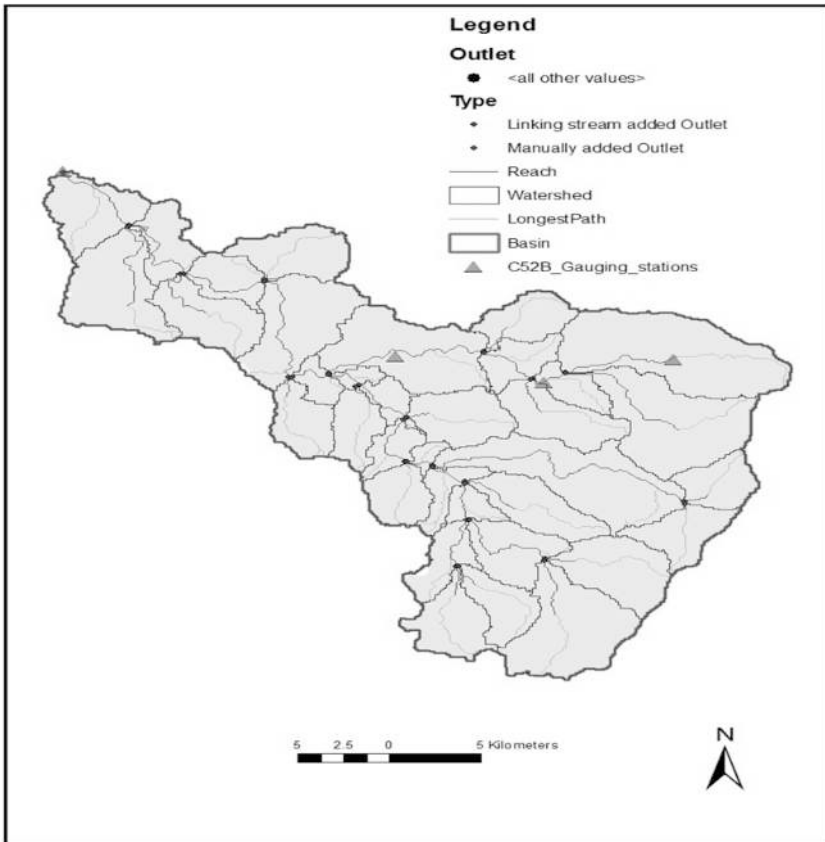 Legend
Outlet
<all other values>
Type
Linking stream added Outlet
Manually added Outlet
Reach
Watershed
LongestPath
Basin
C52B_Gauging_stations
5 2.5 0 5 Kilometers
N